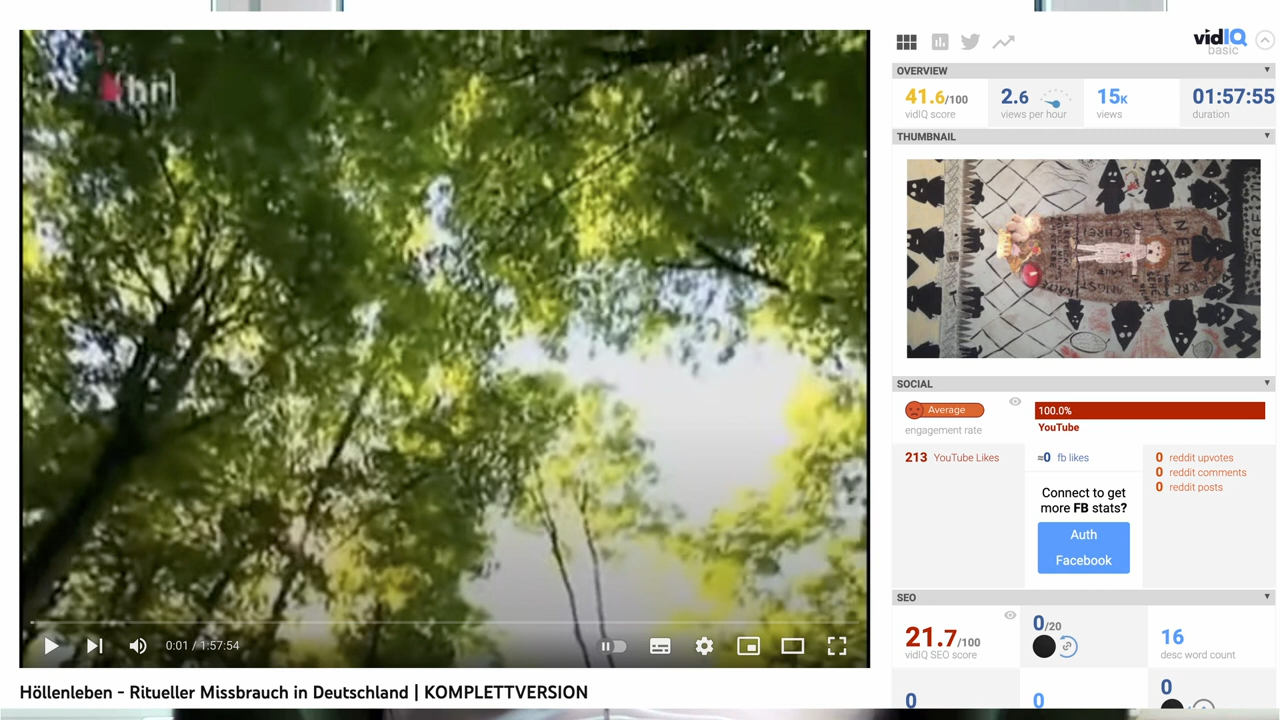 hr
0:01 / 1:57:54
Höllenleben - Ritueller Missbrauch in Deutschland | KOMPLETTVERSION
vidIQ
basic
OVERVIEW
41.6/100
vidIQ score
2.6
views per hour
15K
views
01:57:55
duration
THUMBNAIL
NEIN
SCHREI
ANGST
SOCIAL
Average
engagement rate
100.0%
YouTube
213 YouTube Likes
≈0 fb likes
0 reddit upvotes
0 reddit comments
0 reddit posts
Connect to get
more FB stats?
Auth
Facebook
SEO
21.7/100
vidIQ SEO score
0/20
16
desc word count
0
0
0